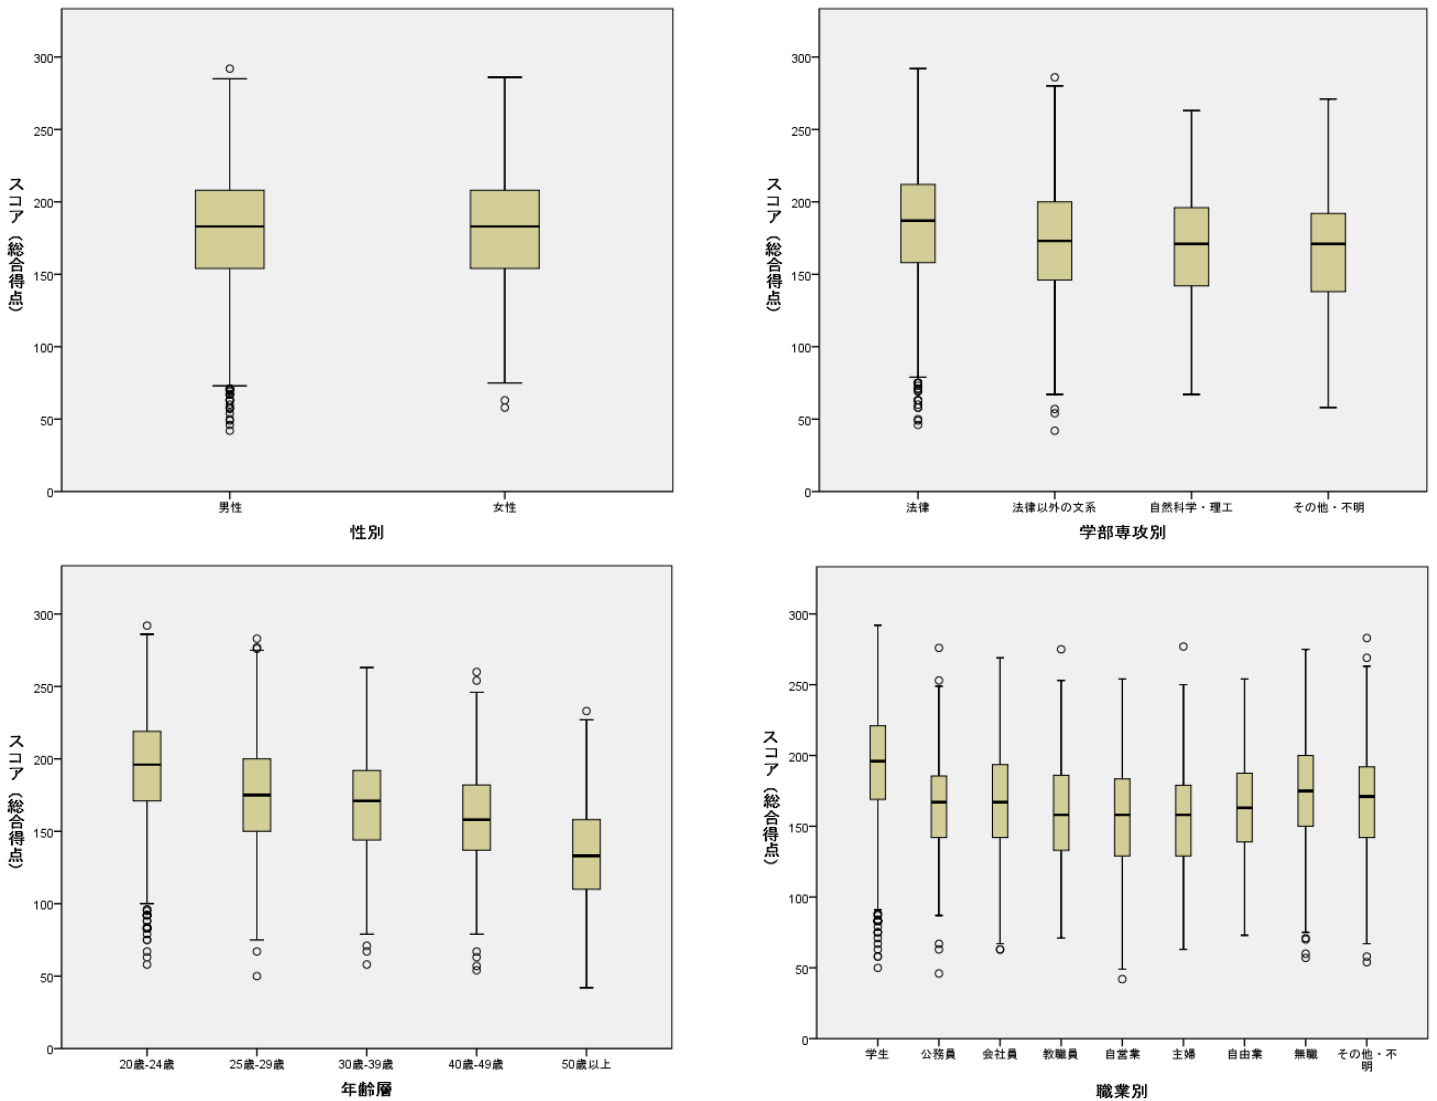 300
250
200
150
100
50
0
スコア（総合得点）
男性
女性
性別
300
250
200
150
100
50
0
スコア（総合得点）
法律
法律以外の文系
自然科学・理工
その他・不明
学部専攻別
300
250
200
150
100
50
0
スコア（総合得点）
20歳-24歳
25歳-29歳
30歳-39歳
40歳-49歳
50歳以上
年齢層
300
250
200
150
100
50
0
スコア（総合得点）
学生
公務員
会社員
教職員
自営業
主婦
自由業
無職
その他・不
明
職業別